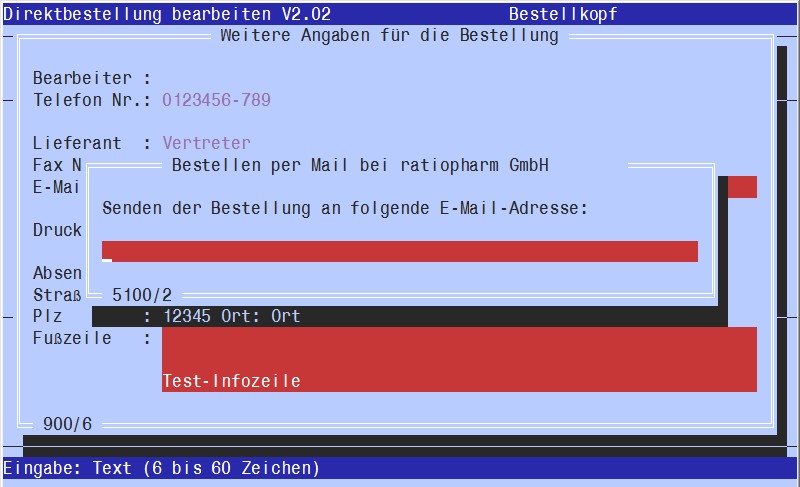 Direktbestellung bearbeiten V2.02 Bestellkopf
Weitere Angaben für die Bestellung
Bearbeiter :
Telefon Nr.: 0123456-789
Lieferant : Vertreter
Fax N
Bestellen per Mail bei ratiopharm GmbH
E-Mai
Senden der Bestellung an folgende E-Mail-Adresse:
Druck
Absen
Straß
5100/2
Plz : 12345 Ort: Ort
Fußzeile :
Test-Infozeile
900/6
Eingabe: Text (6 bis 60 Zeichen)